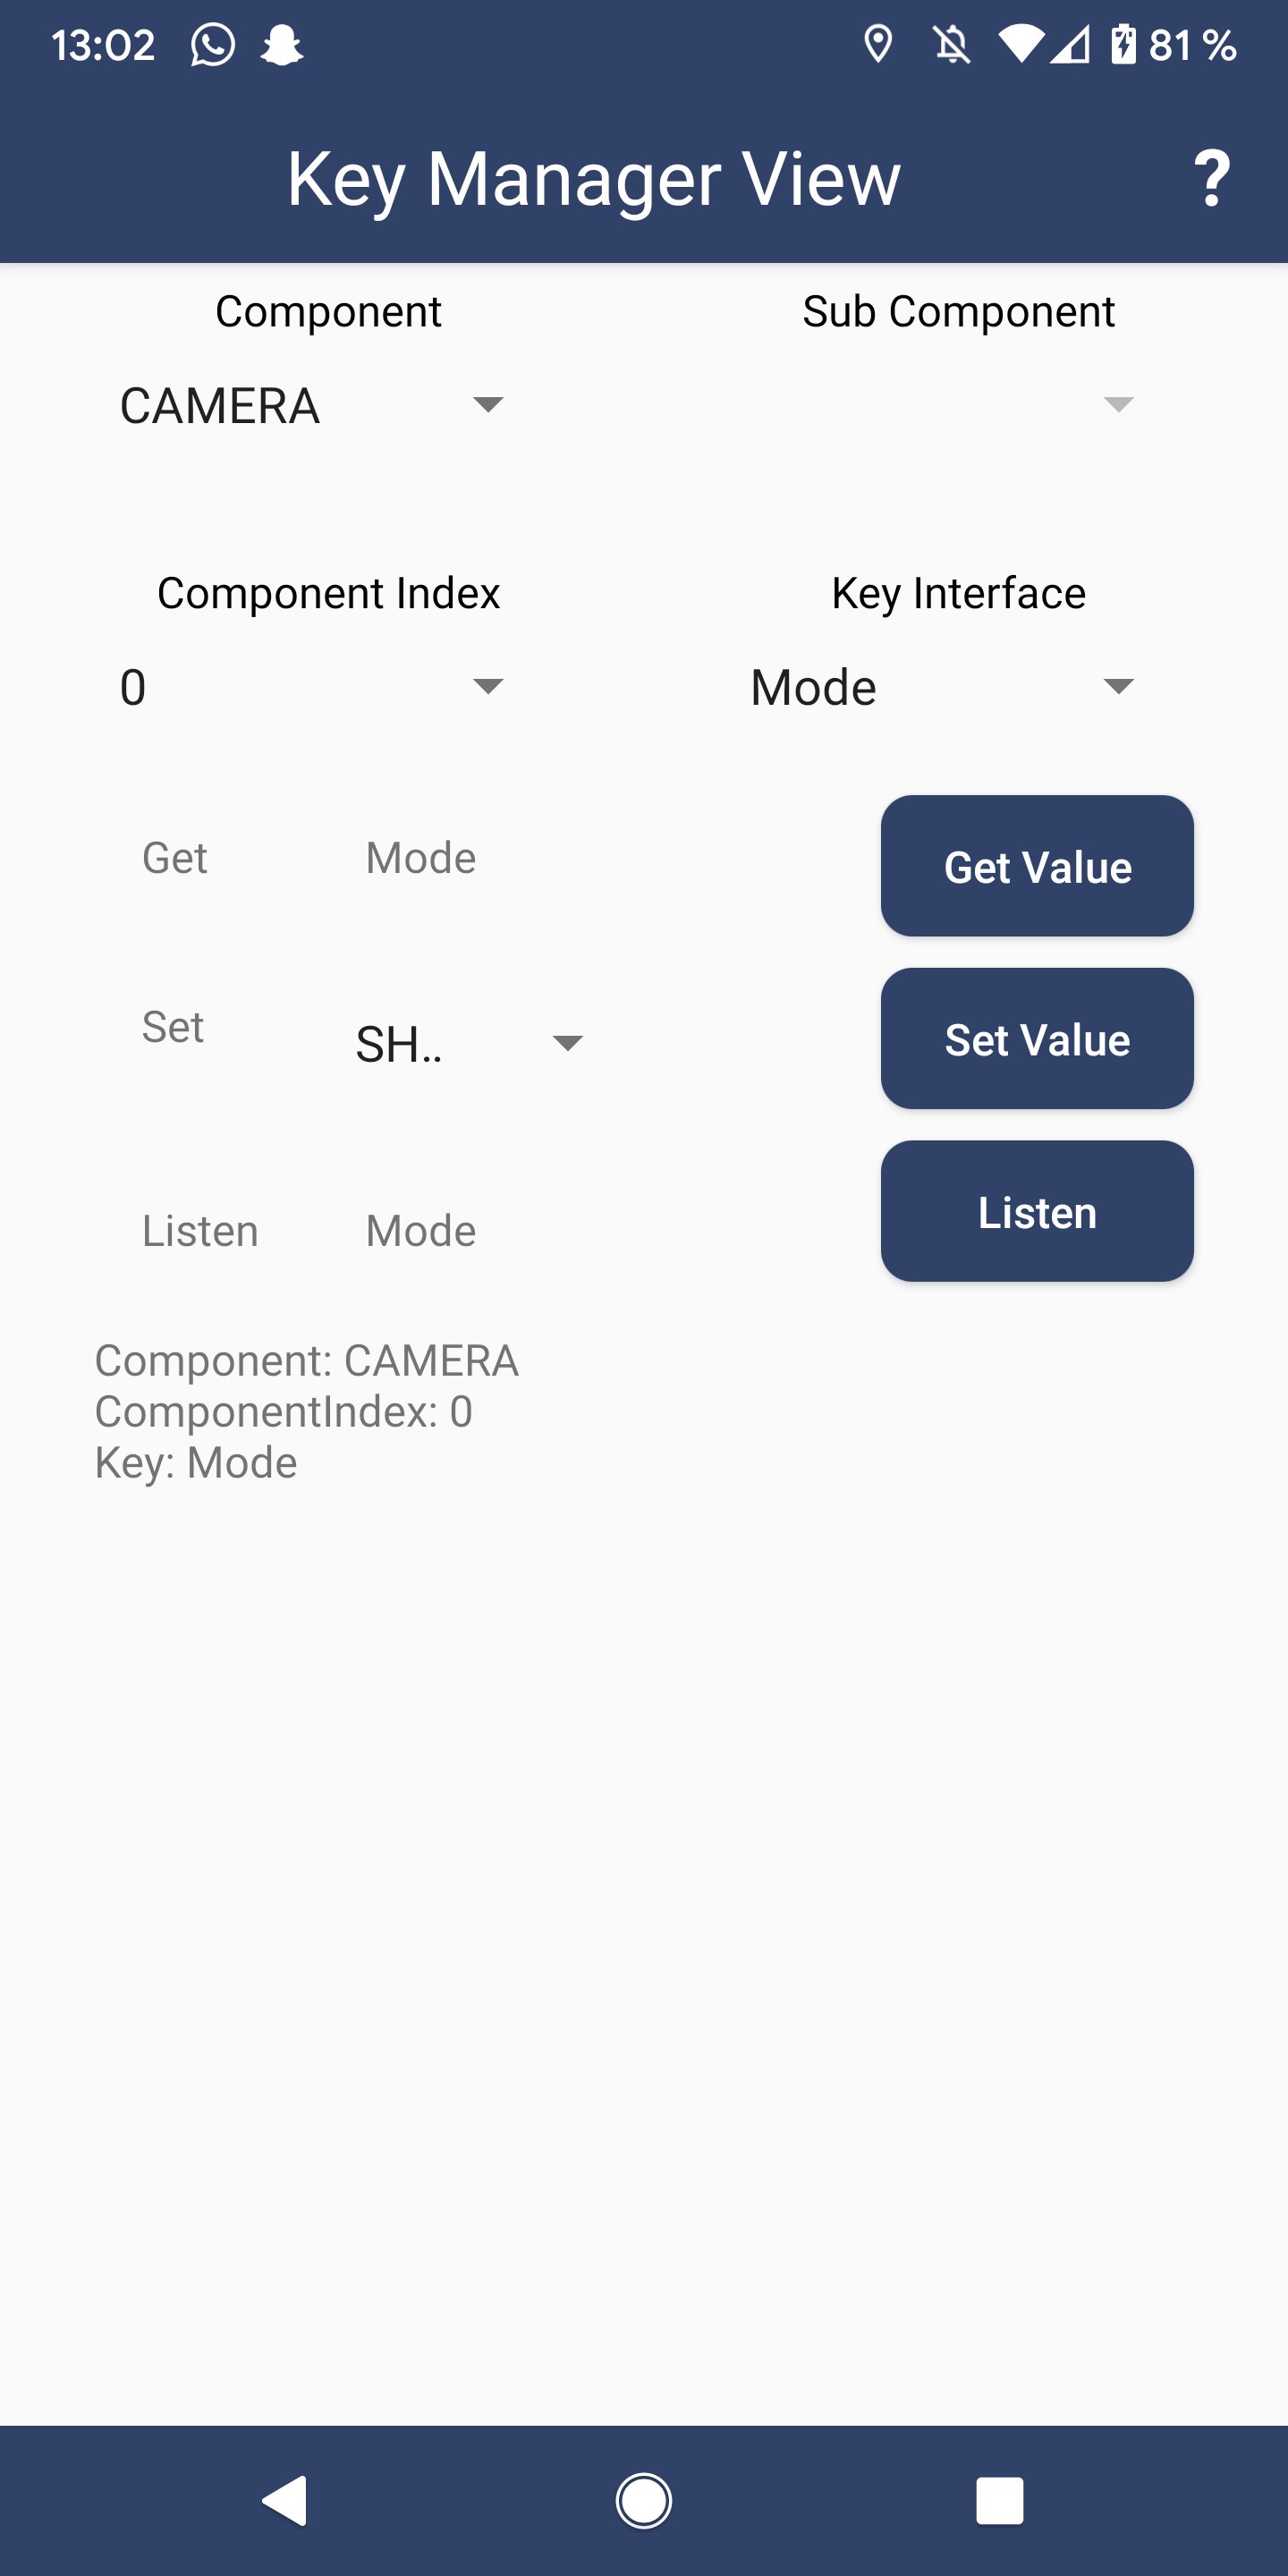 13:02 81 %
Key Manager View ?
Component Sub Component
CAMERA
Component Index Key Interface
0 Mode
Get Mode Get Value
Set SH.. Set Value
Listen Mode Listen
Component: CAMERA
ComponentIndex: 0
Key: Mode